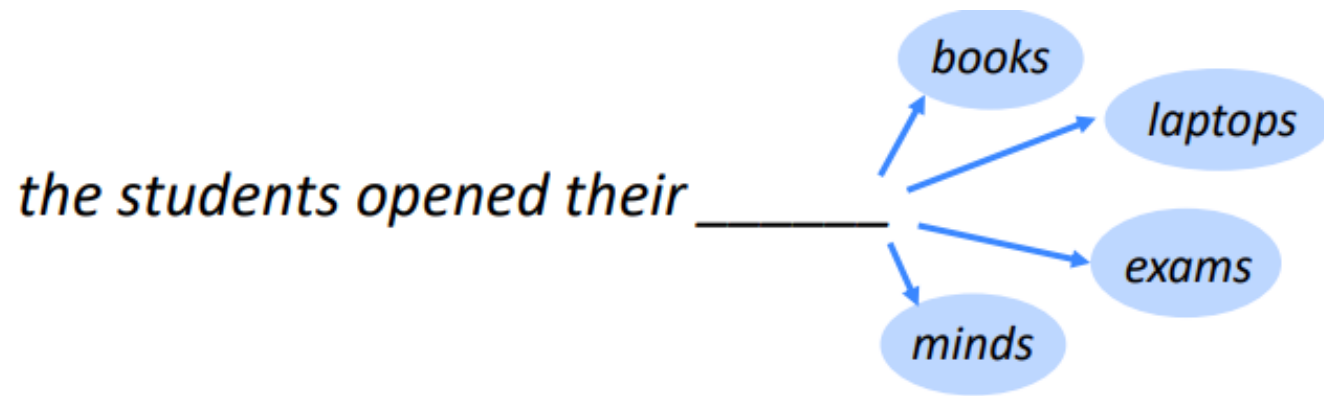 books
laptops
the students opened their ______
exams
minds